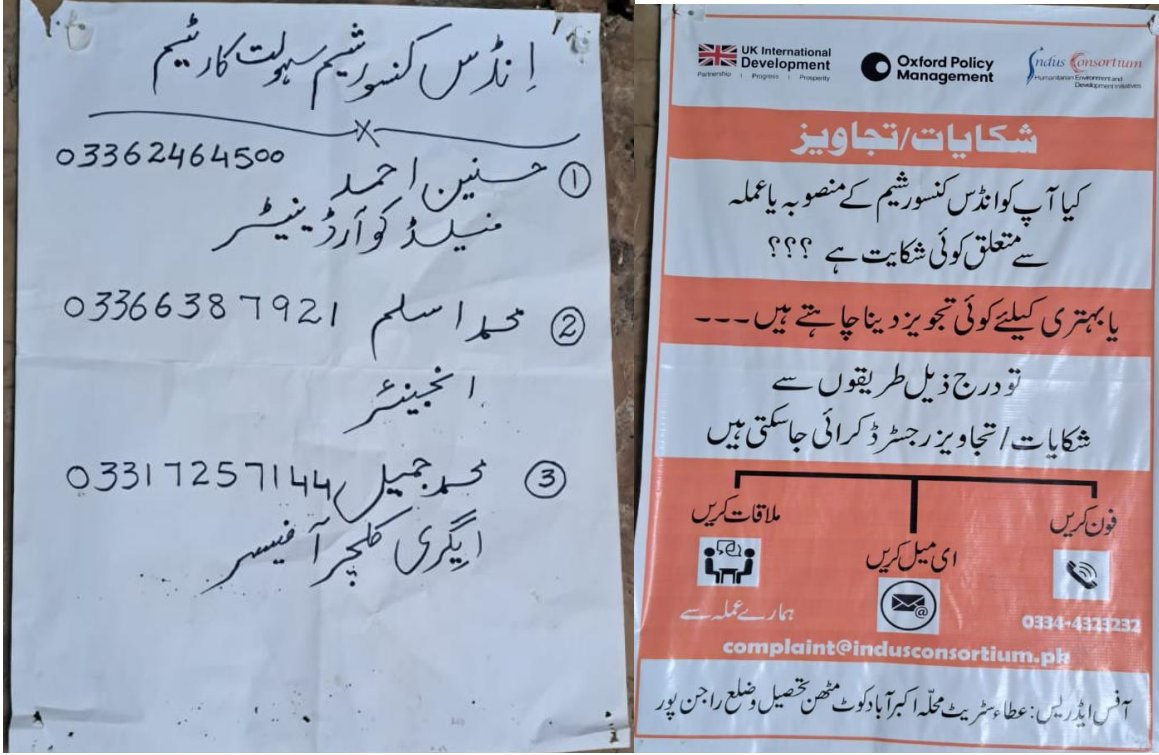 انڈس کنسورشیم سہولت کار ٹیم
① حسنین احمد 03362464500
فیلڈ کوآرڈینیٹر
② محمد اسلم 03366387921
انجینئر
③ محمد جمیل 03317257144
ایگری کلچر آفیسر
UK International
Development
Partnership | Progress | Prosperity
Oxford Policy
Management
Indus Consortium
Humanitarian Environment and
Development Initiatives
شکایات/تجاویز
کیا آپ کو انڈس کنسورشیم کے منصوبہ یا عملہ
سے متعلق کوئی شکایت ہے ؟؟؟
یا بہتری کیلئے کوئی تجویز دینا چاہتے ہیں ---
تو درج ذیل طریقوں سے
شکایات/تجاویز رجسٹرڈ کرائی جاسکتی ہیں
فون کریں
0334-4323232
ای میل کریں
ملاقات کریں
ہمارے عملہ سے
complaint@indusconsortium.pk
آفس ایڈریس: عطاء سٹریٹ محلّہ اکبر آباد کوٹ مٹھن تحصیل و ضلع راجن پور